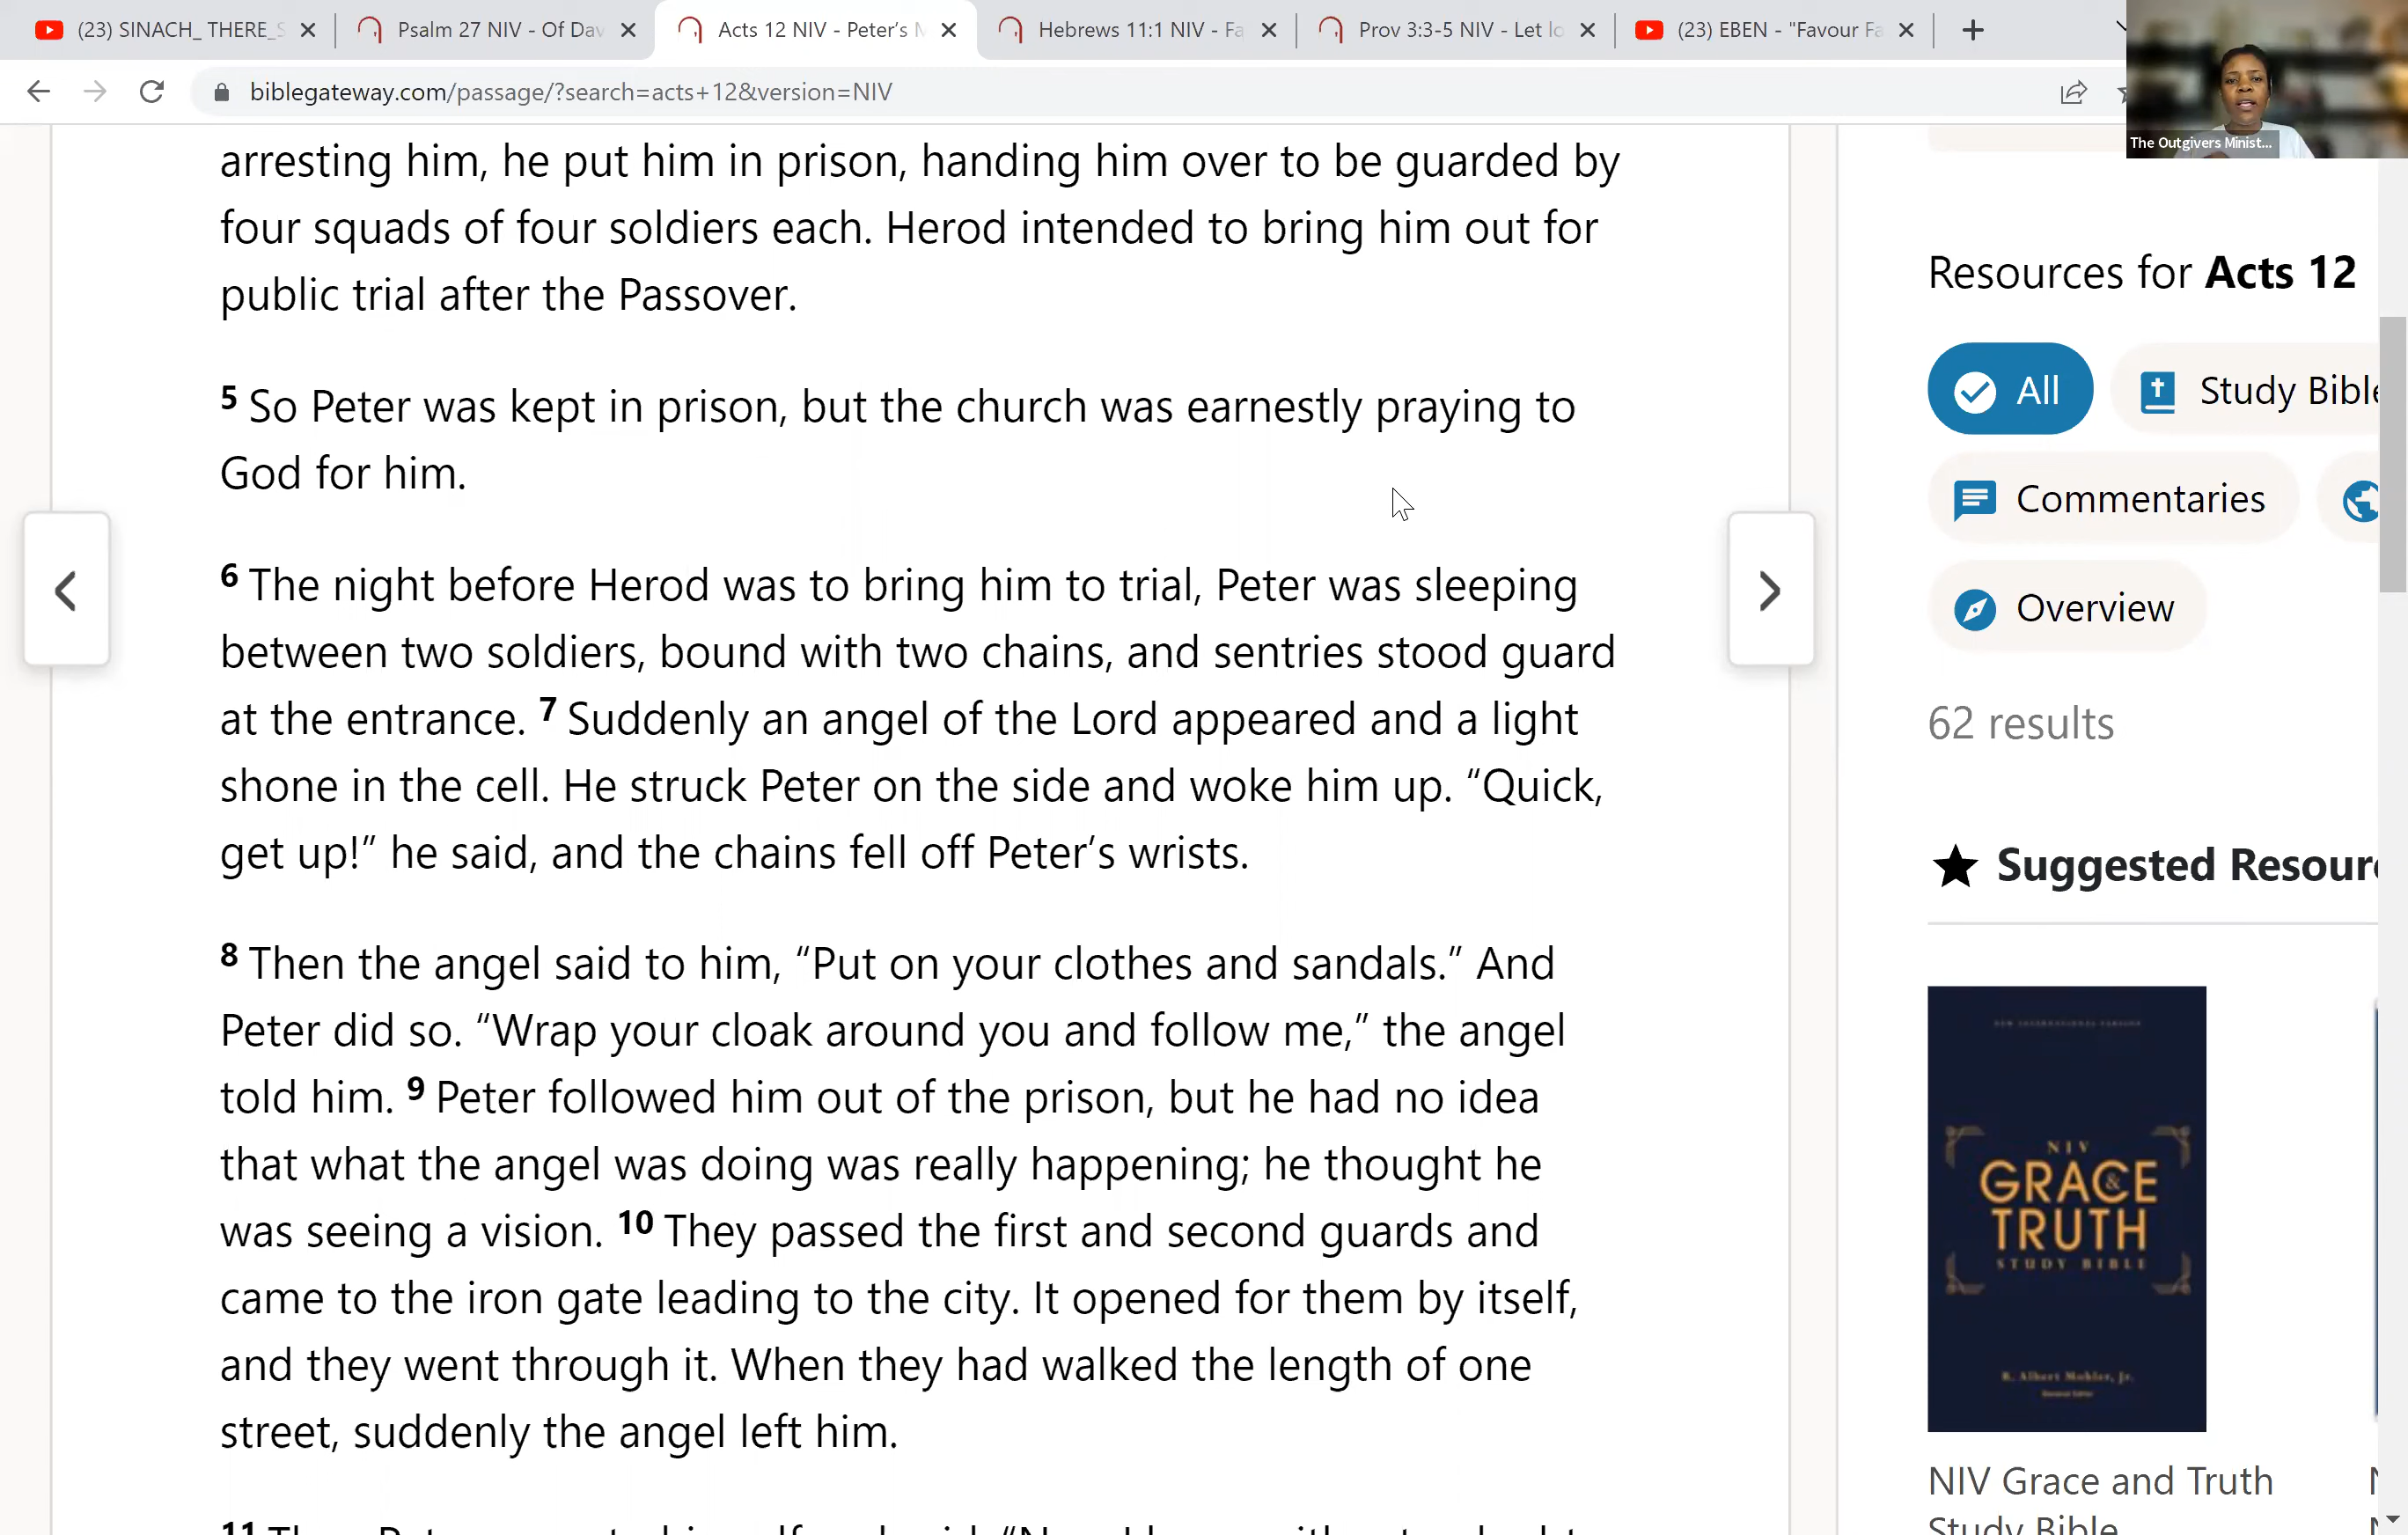 (23) SINACH_ THERE_S
Psalm 27 NIV - Of Dav
Acts 12 NIV - Peter’s M
Hebrews 11:1 NIV - Fa
Prov 3:3-5 NIV - Let lo
(23) EBEN - "Favour Fa
biblegateway.com/passage/?search=acts+12&version=NIV
The Outgivers Minist...
arresting him, he put him in prison, handing him over to be guarded by
four squads of four soldiers each. Herod intended to bring him out for
public trial after the Passover.
5 So Peter was kept in prison, but the church was earnestly praying to
God for him.
6 The night before Herod was to bring him to trial, Peter was sleeping
between two soldiers, bound with two chains, and sentries stood guard
at the entrance. 7 Suddenly an angel of the Lord appeared and a light
shone in the cell. He struck Peter on the side and woke him up. “Quick,
get up!” he said, and the chains fell off Peter’s wrists.
8 Then the angel said to him, “Put on your clothes and sandals.” And
Peter did so. “Wrap your cloak around you and follow me,” the angel
told him. 9 Peter followed him out of the prison, but he had no idea
that what the angel was doing was really happening; he thought he
was seeing a vision. 10 They passed the first and second guards and
came to the iron gate leading to the city. It opened for them by itself,
and they went through it. When they had walked the length of one
street, suddenly the angel left him.
11
Resources for Acts 12
All
Study Bible
Commentaries
Overview
62 results
Suggested Resour
NEW INTERNATIONAL VERSION
NIV
GRACE
&
TRUTH
STUDY BIBLE
R. Albert Mohler, Jr.
NIV Grace and Truth
Study Bible